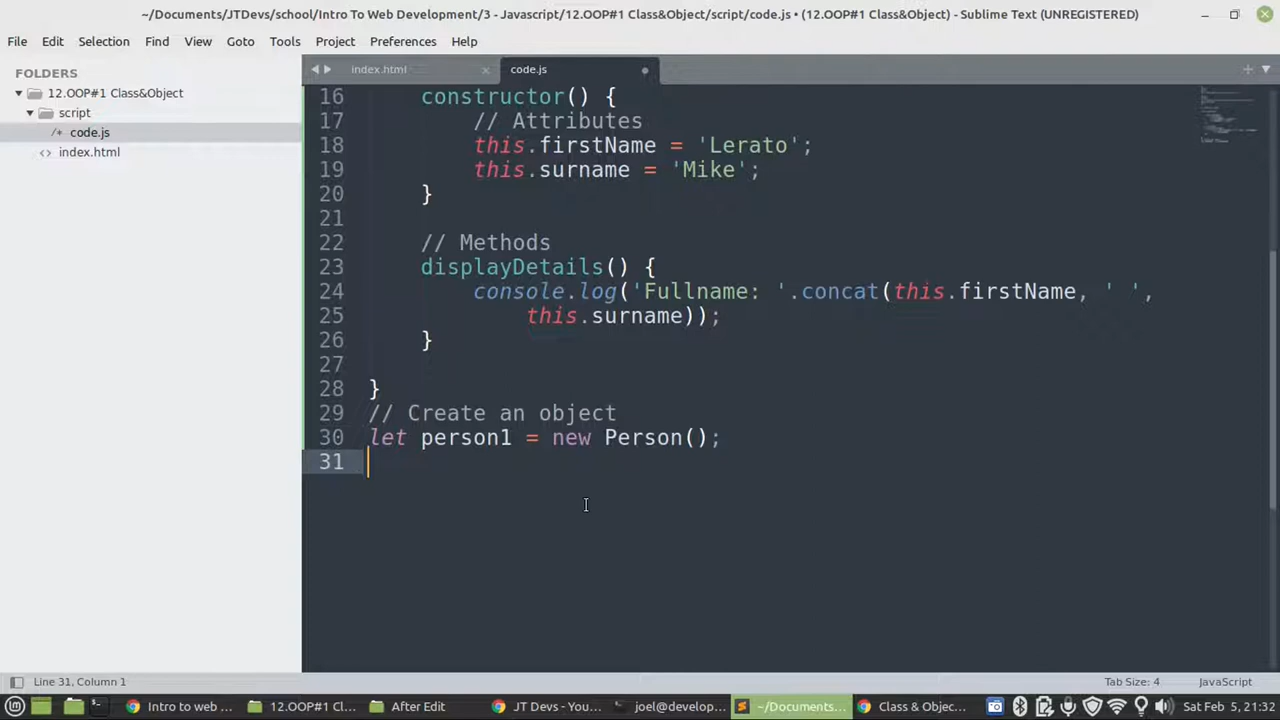 ~/Documents/JTDevs/school/Intro To Web Development/3 - Javascript/12.OOP#1 Class&Object/script/code.js • (12.OOP#1 Class&Object) - Sublime Text (UNREGISTERED)
File Edit Selection Find View Goto Tools Project Preferences Help
FOLDERS
12.OOP#1 Class&Object
script
/* code.js
<> index.html
index.html
code.js
16 constructor() {
17 // Attributes
18 this.firstName = 'Lerato';
19 this.surname = 'Mike';
20 }
21
22 // Methods
23 displayDetails() {
24 console.log('Fullname: '.concat(this.firstName, ' ',
25 this.surname));
26 }
27
28 }
29 // Create an object
30 let person1 = new Person();
31
Line 31, Column 1 Tab Size: 4 JavaScript
Intro to web ... 12.OOP#1 Cl... After Edit JT Devs - You... joel@develop... ~/Documents... Class & Objec... Sat Feb 5, 21:32